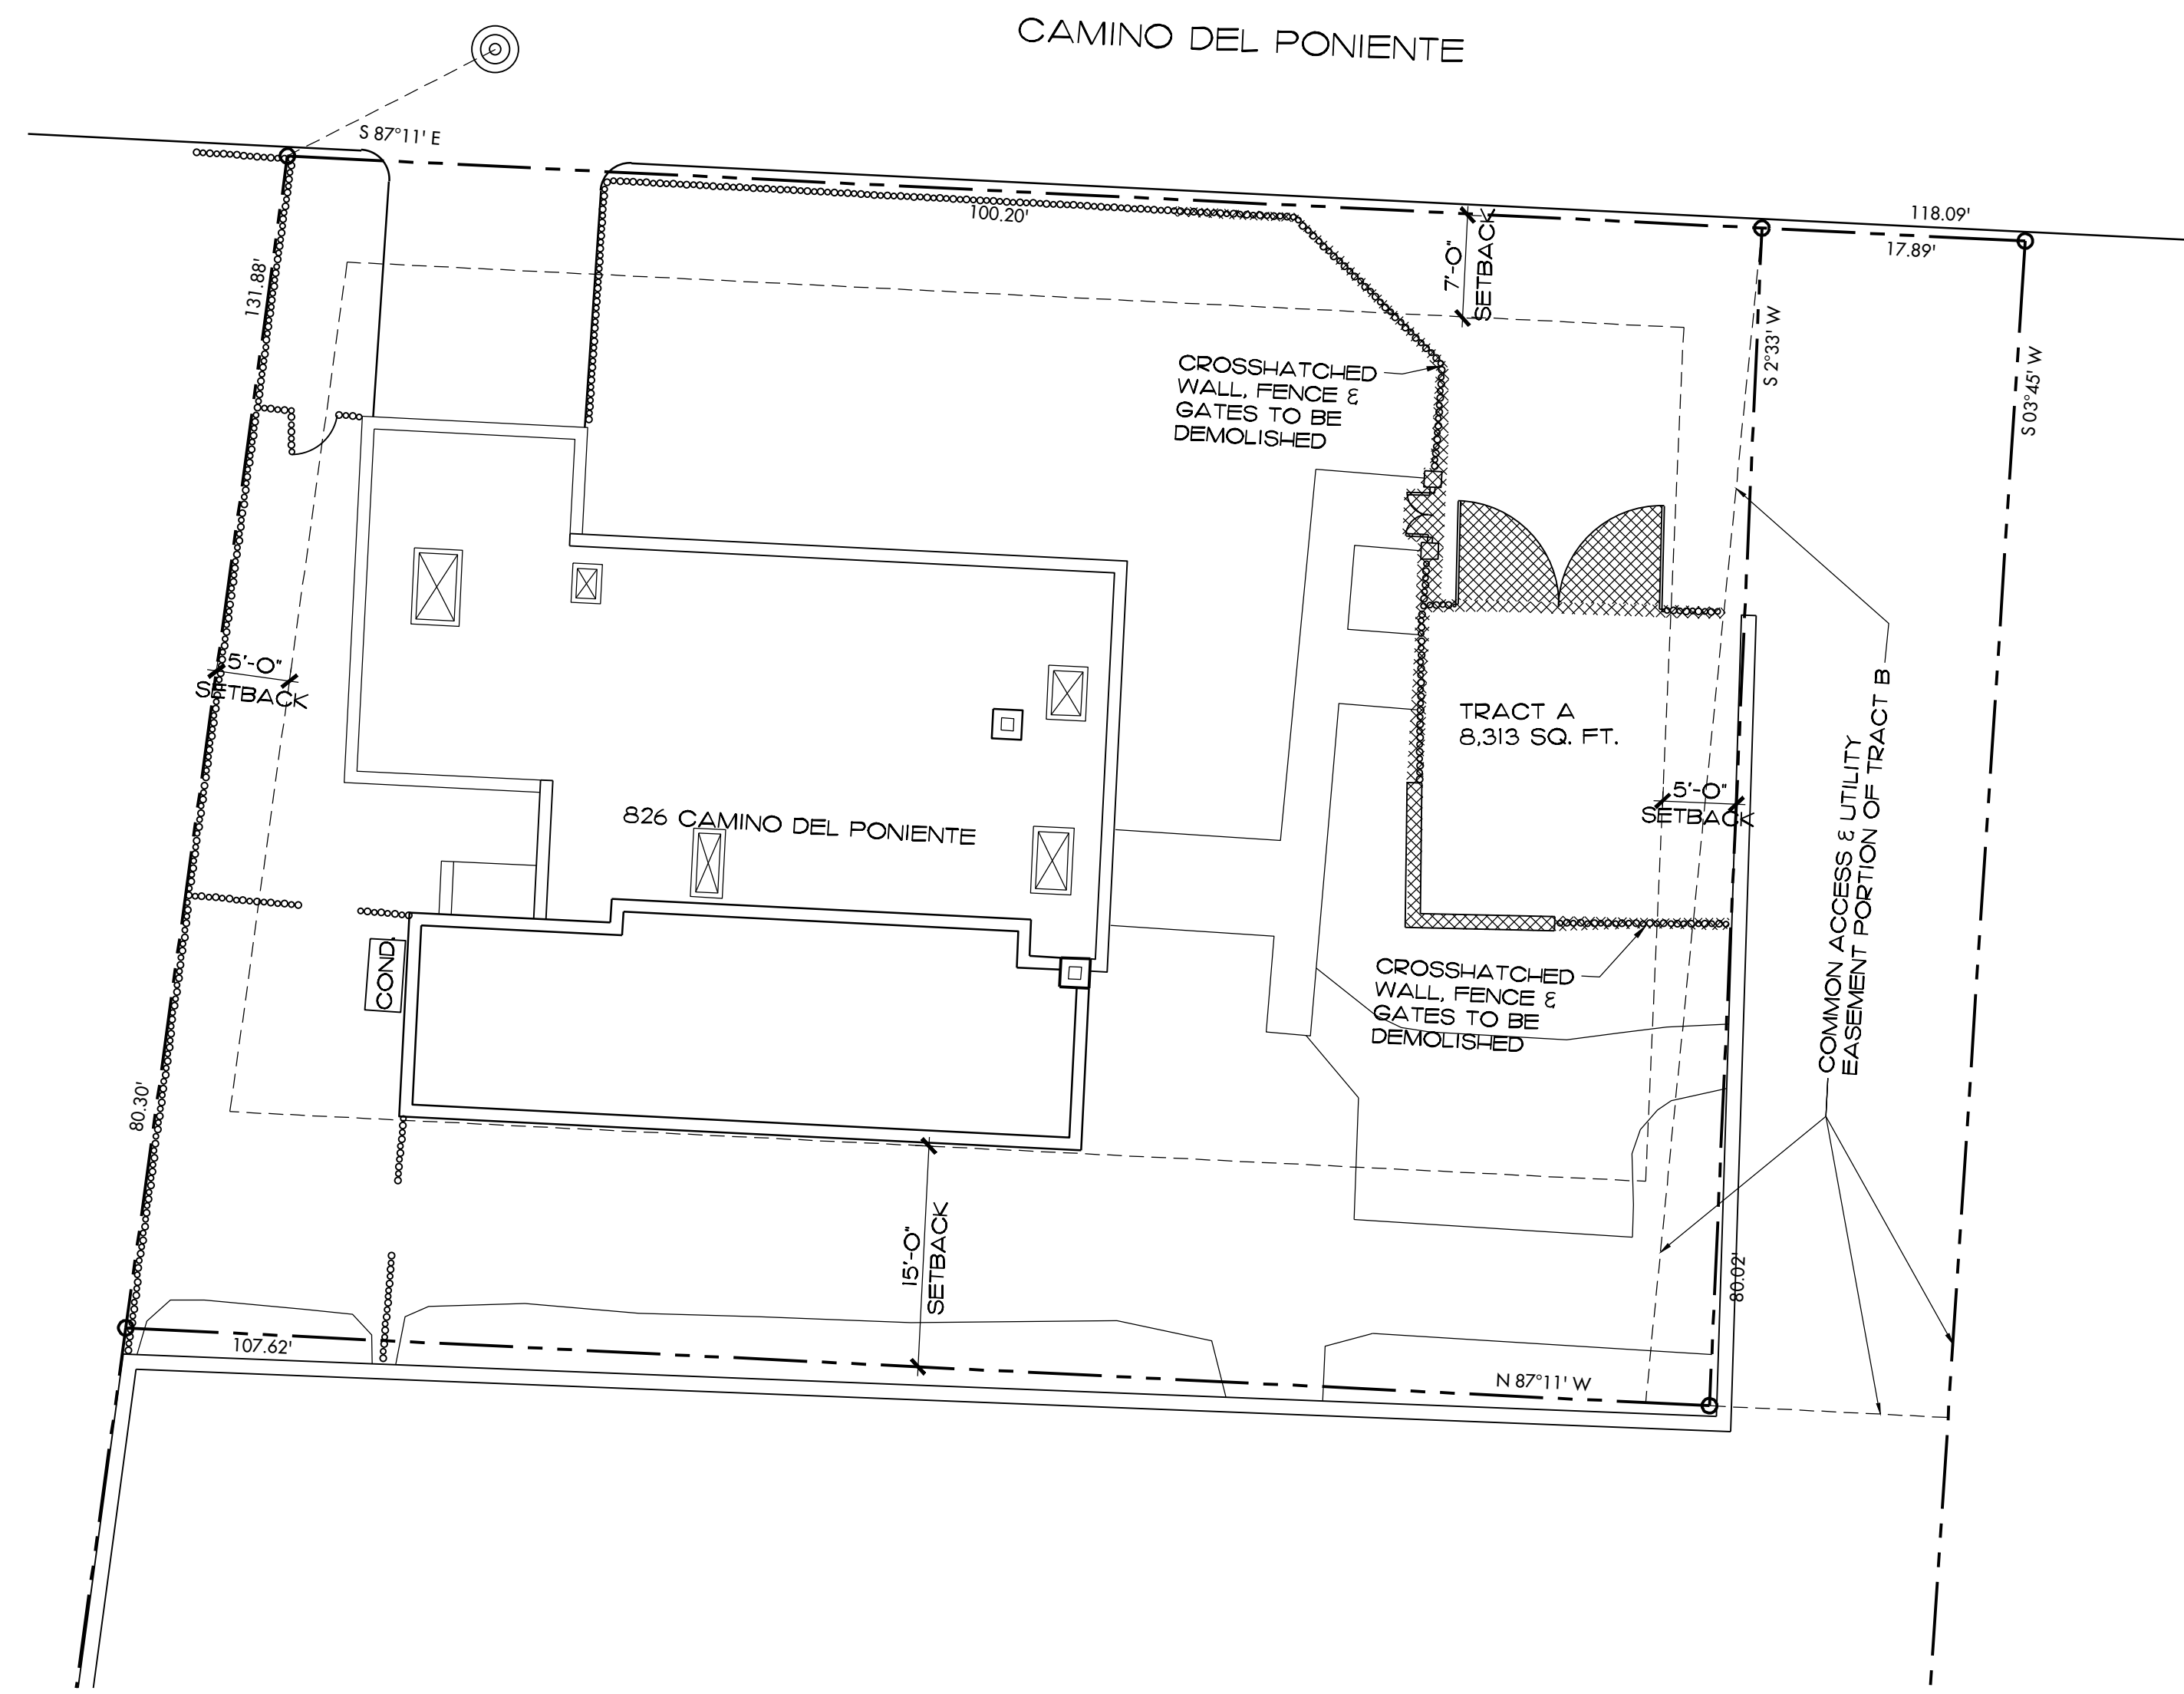 CAMINO DEL PONIENTE
S 87°11' E
118.09'
100.20'
17.89'
131.88'
7'-0"
SETBACK
S 2°33' W
S 03°45' W
CROSSHATCHED
WALL, FENCE &
GATES TO BE
DEMOLISHED
5'-0"
SETBACK
TRACT A
8,313 SQ. FT.
5'-0"
SETBACK
826 CAMINO DEL PONIENTE
COMMON ACCESS & UTILITY
EASEMENT PORTION OF TRACT B
COND.
CROSSHATCHED
WALL, FENCE &
GATES TO BE
DEMOLISHED
80.30'
15'-0"
SETBACK
80.02'
107.62'
N 87°11' W